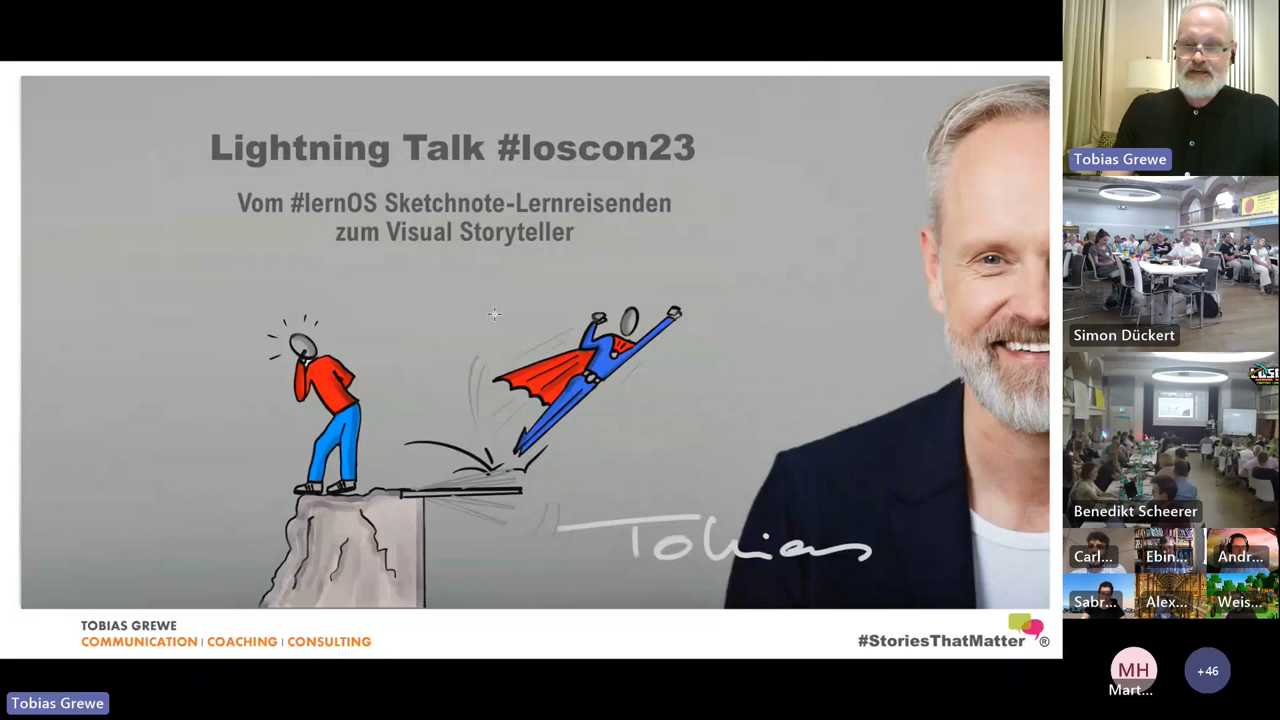 Lightning Talk #loscon23
Vom #lernOS Sketchnote-Lernreisenden
zum Visual Storyteller
Tobias
TOBIAS GREWE
COMMUNICATION | COACHING | CONSULTING
#StoriesThatMatter ®
Tobias Grewe
Tobias Grewe
Simon Dückert
Benedikt Scheerer
Carl...
Ebin...
Andr...
Sabr...
Alex...
Weis...
MH
Mart...
+46